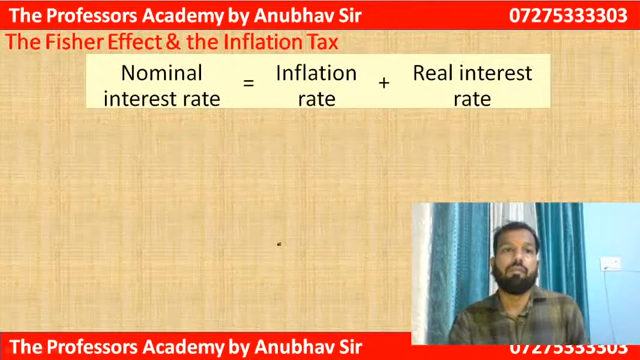 The Professors Academy by Anubhav Sir 07275333303
The Fisher Effect & the Inflation Tax
Nominal interest rate = Inflation rate + Real interest rate
The Professors Academy by Anubhav Sir 07275333303